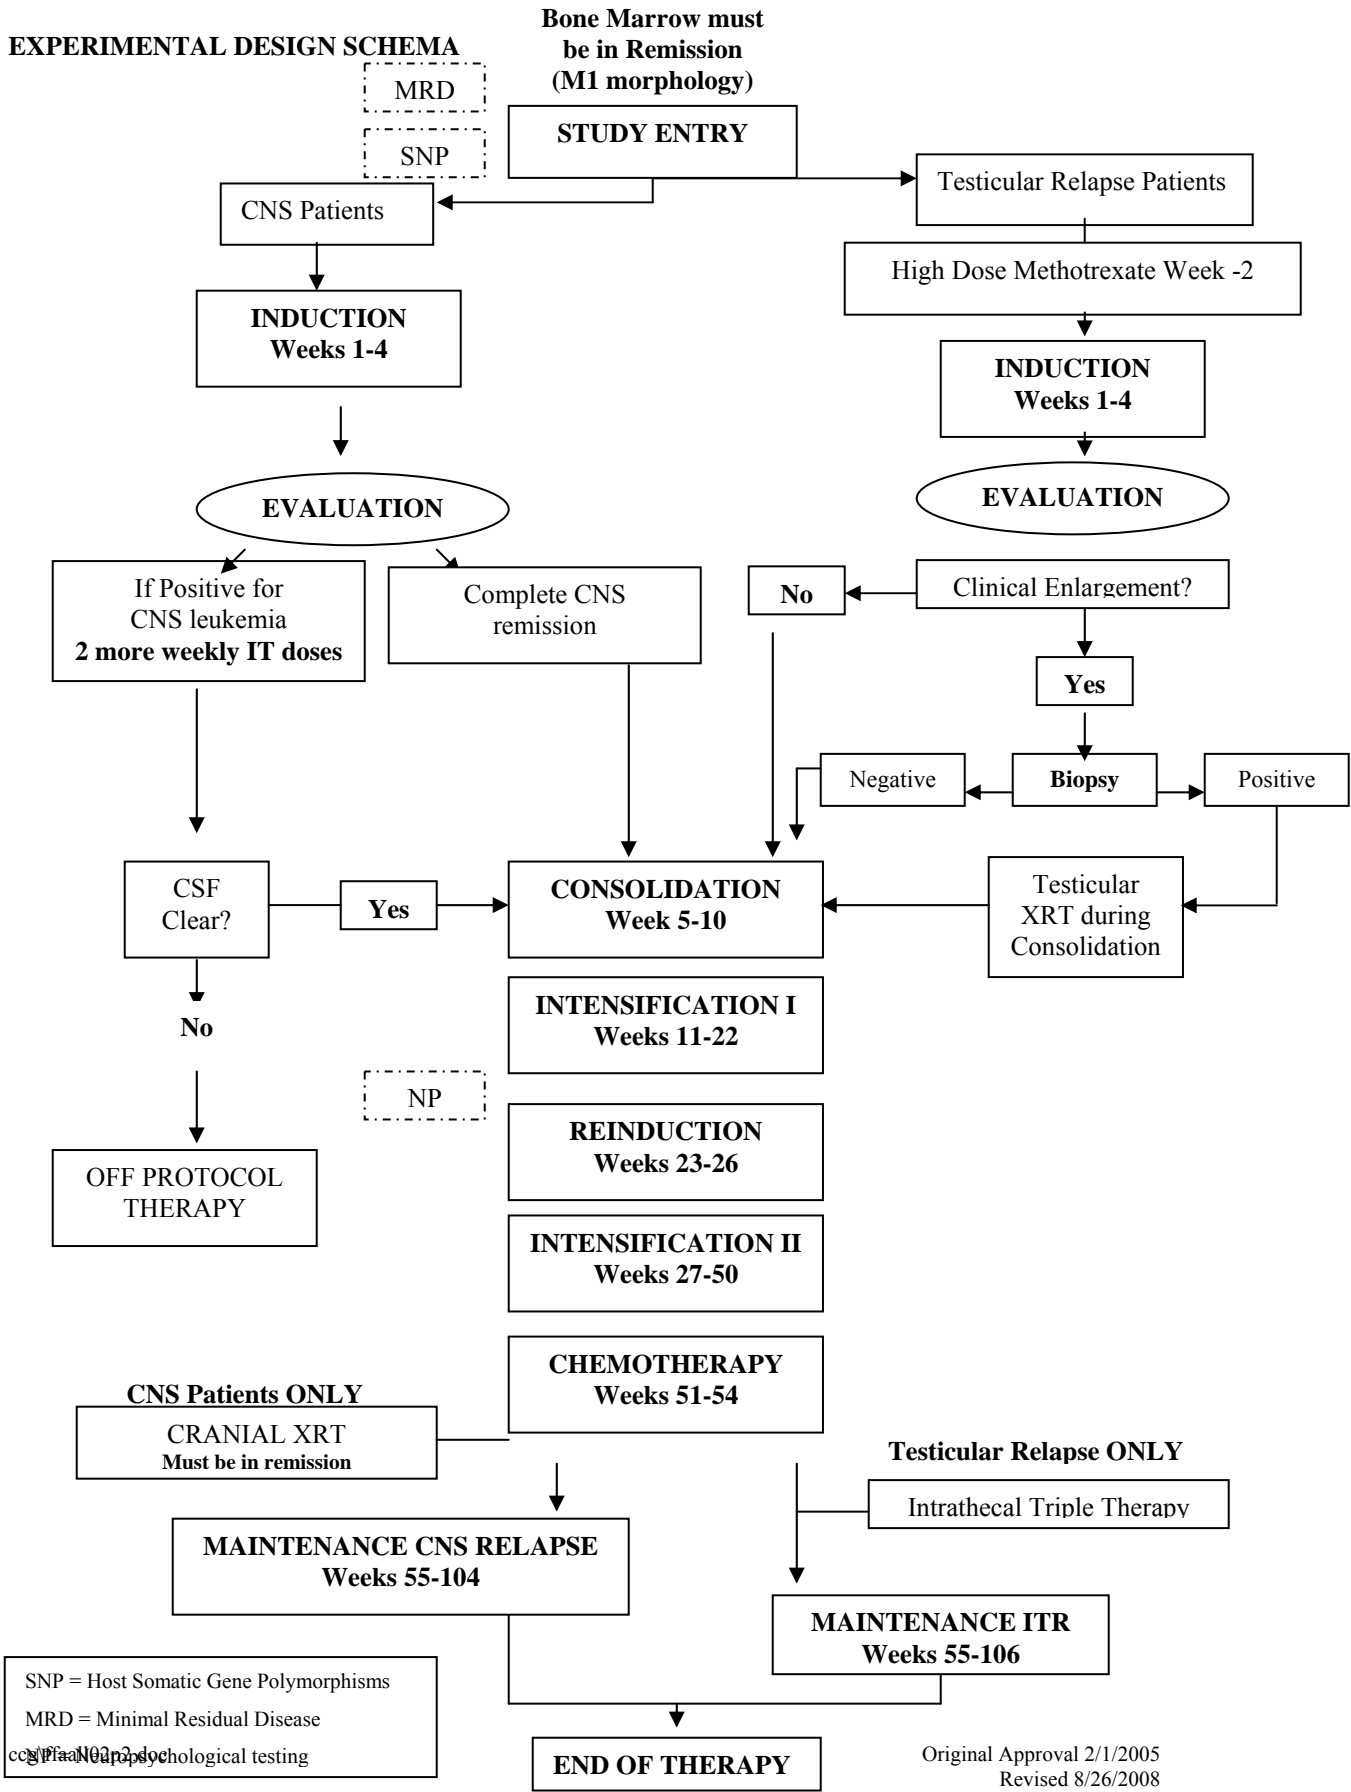 Bone Marrow must
EXPERIMENTAL DESIGN SCHEMA
be in Remission
(M1 morphology)
MRD
STUDY ENTRY
SNP
CNS Patients
Testicular Relapse Patients
High Dose Methotrexate Week -2
INDUCTION
Weeks 1-4
INDUCTION
Weeks 1-4
EVALUATION
EVALUATION
If Positive for
CNS leukemia
2 more weekly IT doses
Complete CNS
remission
No
Clinical Enlargement?
Yes
Negative
Biopsy
Positive
CSF
Clear?
Yes
CONSOLIDATION
Week 5-10
Testicular
XRT during
Consolidation
INTENSIFICATION I
Weeks 11-22
No
NP
REINDUCTION
Weeks 23-26
OFF PROTOCOL
THERAPY
INTENSIFICATION II
Weeks 27-50
CHEMOTHERAPY
Weeks 51-54
CNS Patients ONLY
CRANIAL XRT
Must be in remission
Testicular Relapse ONLY
Intrathecal Triple Therapy
MAINTENANCE CNS RELAPSE
Weeks 55-104
MAINTENANCE ITR
Weeks 55-106
SNP = Host Somatic Gene Polymorphisms
MRD = Minimal Residual Disease
NP = Neuropsychological testing
END OF THERAPY
Original Approval 2/1/2005
Revised 8/26/2008